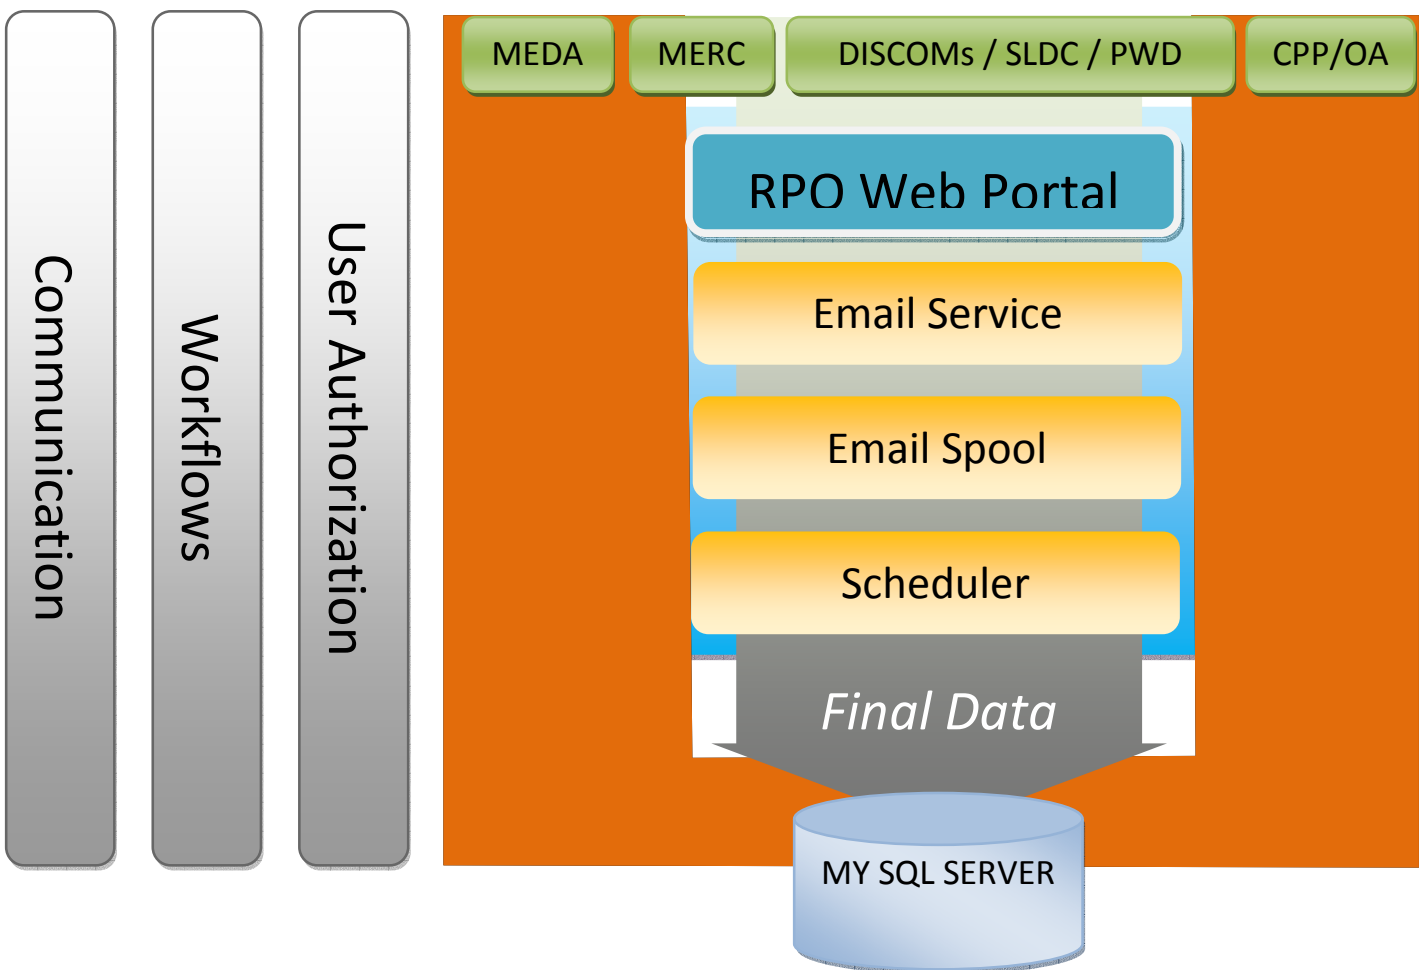 Communication
Workflows
User Authorization
MEDA
MERC
DISCOMs / SLDC / PWD
CPP/OA
RPO Web Portal
Email Service
Email Spool
Scheduler
Final Data
MY SQL SERVER